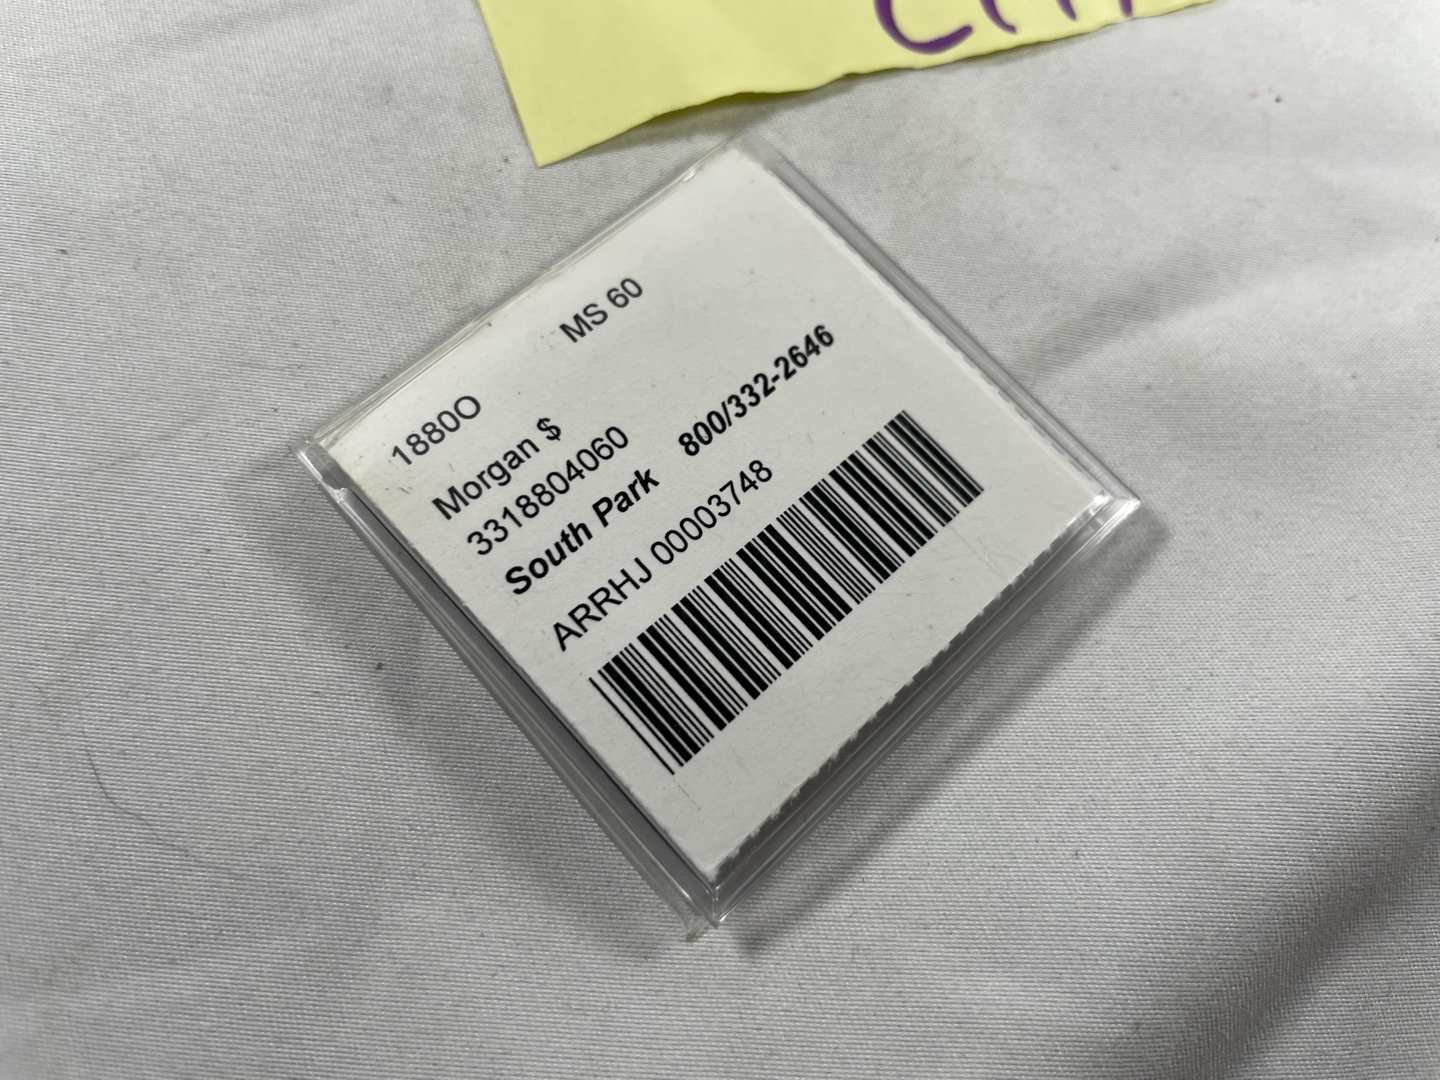 1880O MS 60
Morgan $
3318804060
South Park 800/332-2646
ARRHJ 00003748